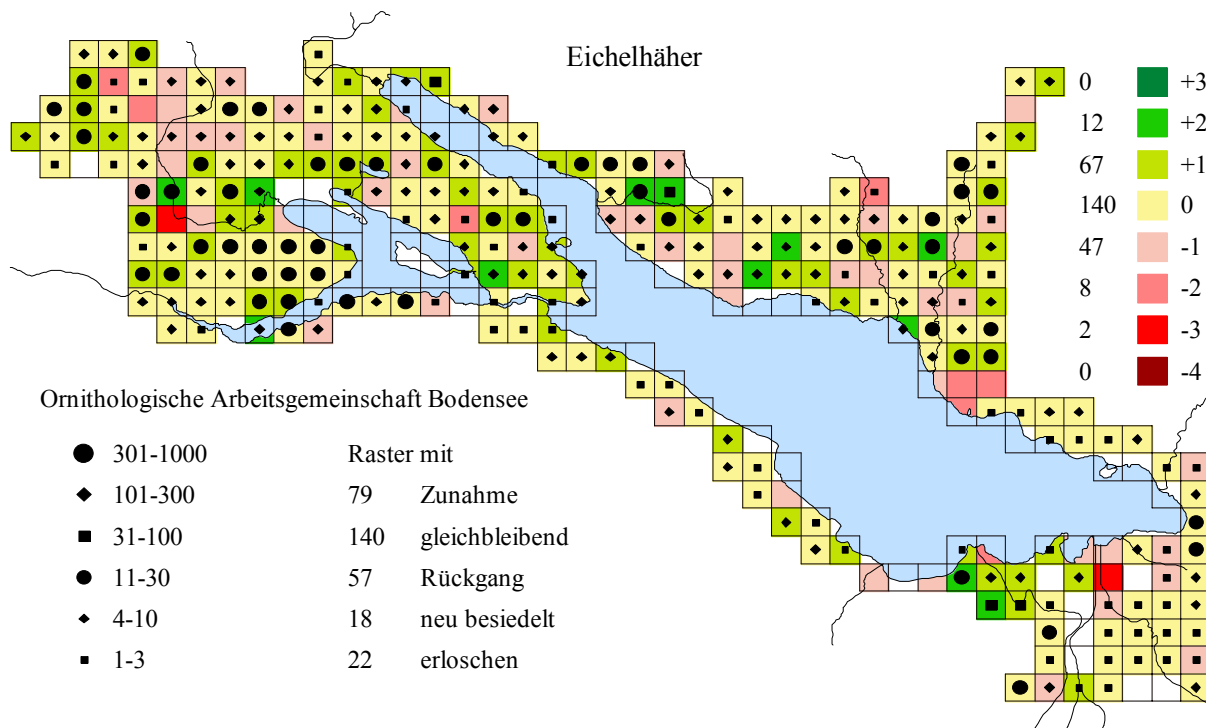 Eichelhäher
0 +3
12 +2
67 +1
140 0
47 -1
8 -2
2 -3
0 -4
Ornithologische Arbeitsgemeinschaft Bodensee
301-1000 Raster mit
101-300 79 Zunahme
31-100 140 gleichbleibend
11-30 57 Rückgang
4-10 18 neu besiedelt
1-3 22 erloschen